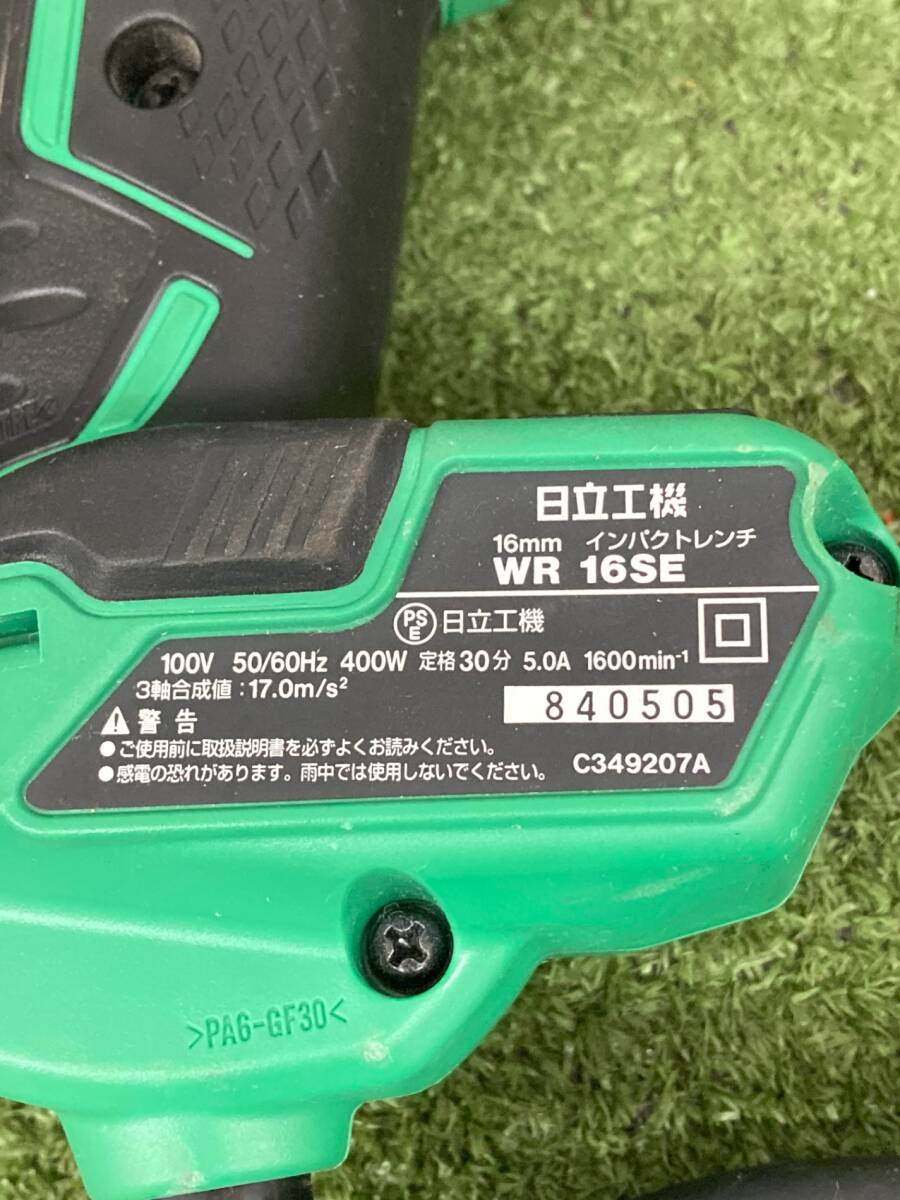 日立工機
16mm インパクトレンチ
WR 16SE
PSE 日立工機
100V 50/60Hz 400W 定格30分 5.0A 1600min⁻¹
3軸合成値:17.0m/s²
840505
⚠ 警告
●ご使用前に取扱説明書を必ずよくお読みください。
●感電の恐れがあります。雨中では使用しないでください。
C349207A
>PA6-GF30<